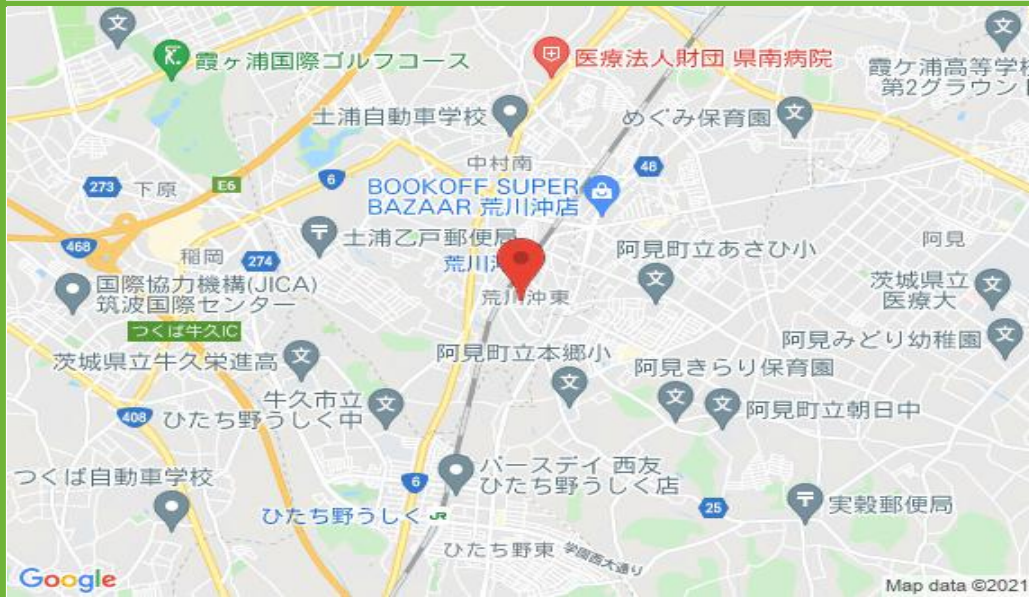 文
霞ヶ浦国際ゴルフコース
医療法人財団 県南病院
文
霞ケ浦高等学校
第2グラウンド
土浦自動車学校
めぐみ保育園
文
中村南
48
273
下原
E6
6
BOOKOFF SUPER
BAZAAR 荒川沖店
468
稲岡
274
土浦乙戸郵便局
荒川沖
荒川沖東
阿見町立あさひ小
文
阿見
国際協力機構(JICA)
筑波国際センター
茨城県立
医療大
文
つくば牛久IC
茨城県立牛久栄進高
文
阿見町立本郷小
文
阿見みどり幼稚園
文
阿見きらり保育園
文
408
牛久市立
ひたち野うしく中
文
文
阿見町立朝日中
つくば自動車学校
6
バースデイ 西友
ひたち野うしく店
25
実穀郵便局
ひたち野うしく
JR
ひたち野東
学園西大通り
Google
Map data ©2021